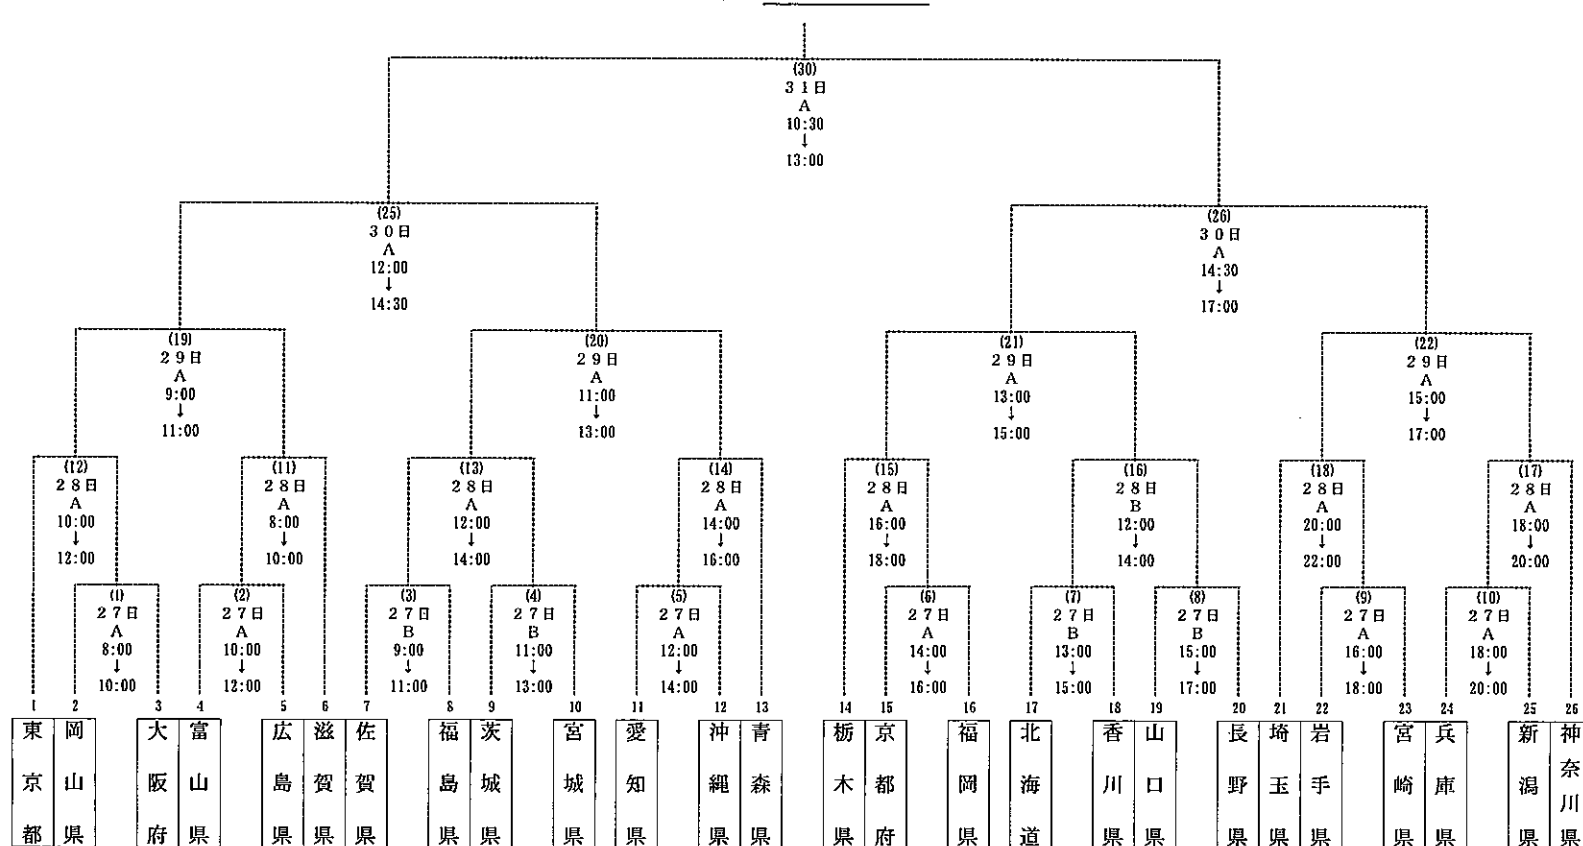 (30)
31日
A
10:30
↓
13:00
(25)
30日
A
12:00
↓
14:30
(26)
30日
A
14:30
↓
17:00
(19)
29日
A
9:00
↓
11:00
(20)
29日
A
11:00
↓
13:00
(21)
29日
A
13:00
↓
15:00
(22)
29日
A
15:00
↓
17:00
(12)
28日
A
10:00
↓
12:00
(11)
28日
A
8:00
↓
10:00
(13)
28日
A
12:00
↓
14:00
(14)
28日
A
14:00
↓
16:00
(15)
28日
A
16:00
↓
18:00
(16)
28日
B
12:00
↓
14:00
(18)
28日
A
20:00
↓
22:00
(17)
28日
A
18:00
↓
20:00
(1)
27日
A
8:00
↓
10:00
(2)
27日
A
10:00
↓
12:00
(3)
27日
B
9:00
↓
11:00
(4)
27日
B
11:00
↓
13:00
(5)
27日
A
12:00
↓
14:00
(6)
27日
A
14:00
↓
16:00
(7)
27日
B
13:00
↓
15:00
(8)
27日
B
15:00
↓
17:00
(9)
27日
A
16:00
↓
18:00
(10)
27日
A
18:00
↓
20:00
1 2 3 4 5 6 7 8 9 10 11 12 13 14 15 16 17 18 19 20 21 22 23 24 25 26
東京都
岡山県
大阪府
富山県
広島県
滋賀県
佐賀県
福島県
茨城県
宮城県
愛知県
沖縄県
青森県
栃木県
京都府
福岡県
北海道
香川県
山口県
長野県
埼玉県
岩手県
宮崎県
兵庫県
新潟県
神奈川県